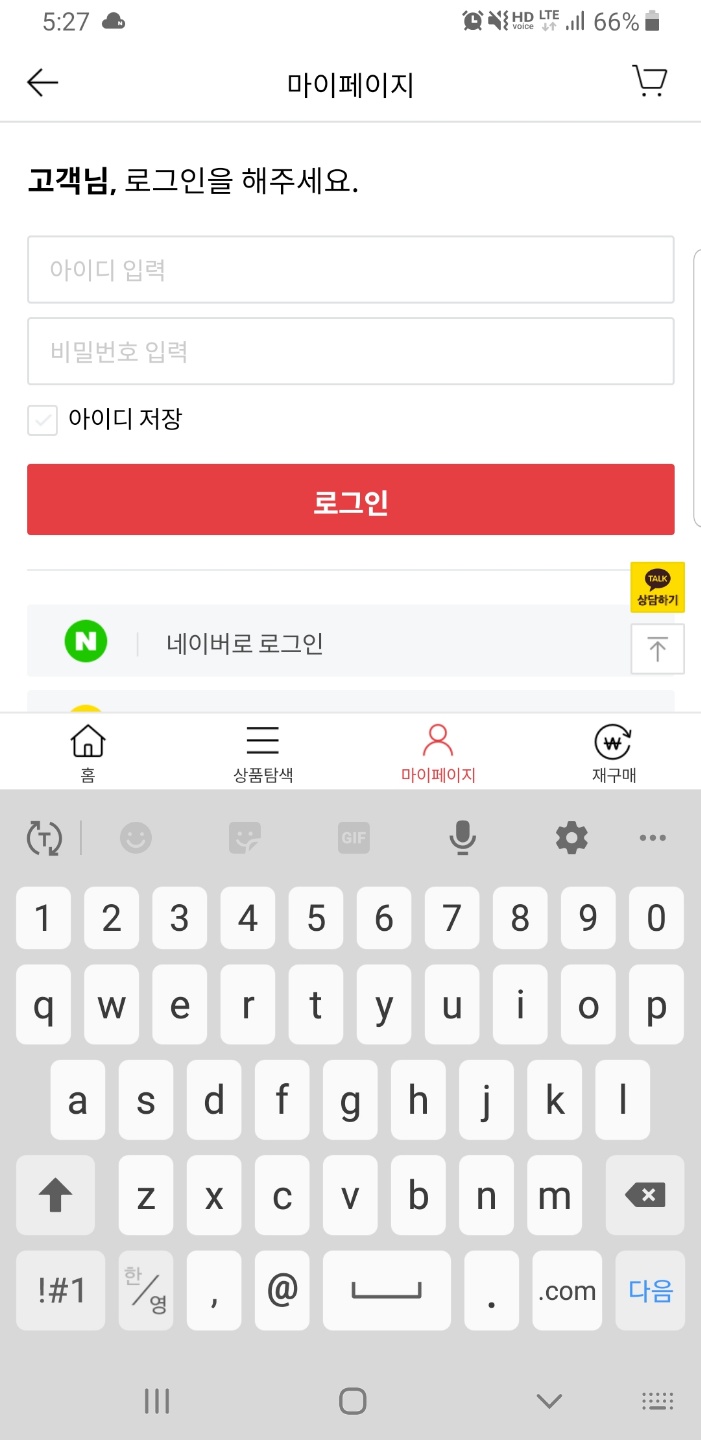 5:27 HD voice LTE 66%
마이페이지
고객님, 로그인을 해주세요.
아이디 입력
비밀번호 입력
아이디 저장
로그인
TALK
상담하기
N 네이버로 로그인
홈 상품탐색 마이페이지 재구매
T GIF
1 2 3 4 5 6 7 8 9 0
q w e r t y u i o p
a s d f g h j k l
z x c v b n m
!#1 한/영 , @ . .com 다음